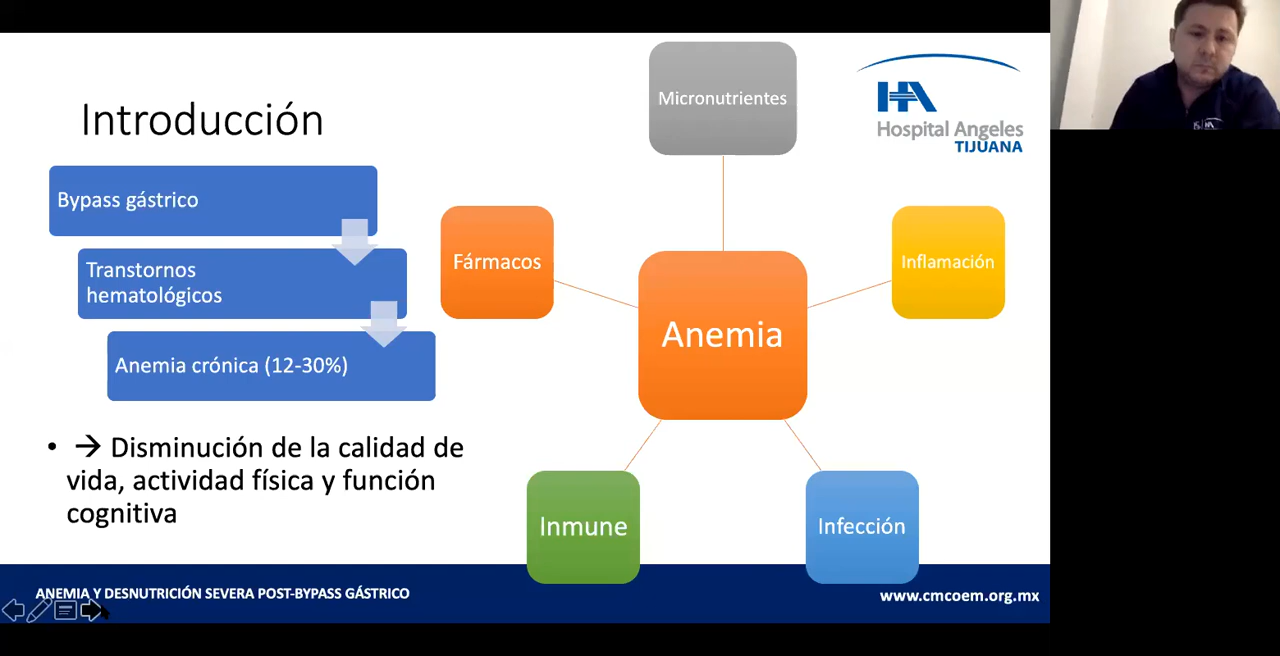 Introducción
Bypass gástrico
Transtornos
hematológicos
Anemia crónica (12-30%)
• → Disminución de la calidad de
vida, actividad física y función
cognitiva
Micronutrientes
Fármacos
Inflamación
Anemia
Inmune
Infección
HA
Hospital Angeles
TIJUANA
ANEMIA Y DESNUTRICIÓN SEVERA POST-BYPASS GÁSTRICO
www.cmcoem.org.mx